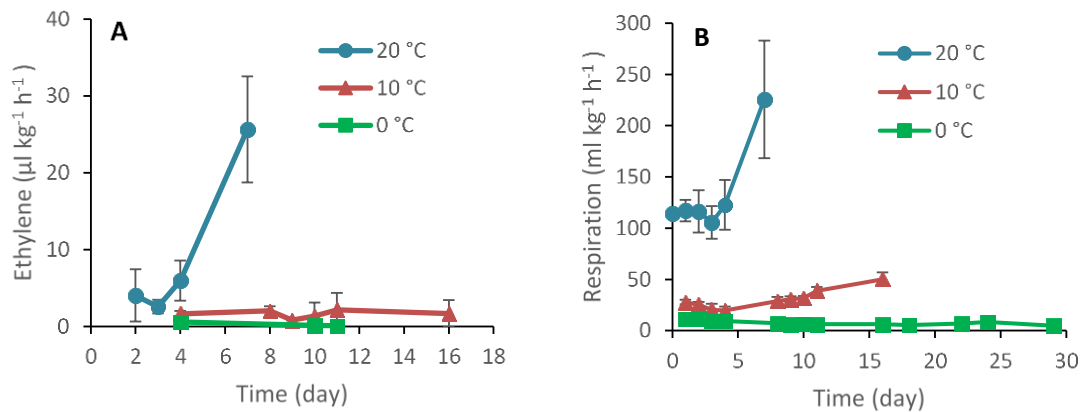 A
Ethylene (µl kg⁻¹ h⁻¹)
40
30
20
10
0
20 °C
10 °C
0 °C
0 2 4 6 8 10 12 14 16 18
Time (day)
B
Respiration (ml kg⁻¹ h⁻¹)
300
250
200
150
100
50
0
20 °C
10 °C
0 °C
0 5 10 15 20 25 30
Time (day)